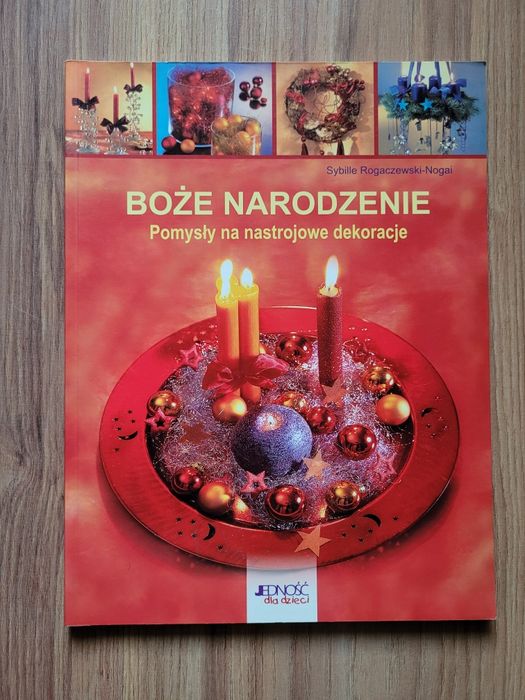 Sybille Rogaczewski-Nogai
BOŻE NARODZENIE
Pomysły na nastrojowe dekoracje
JEDNOŚĆ
dla dzieci